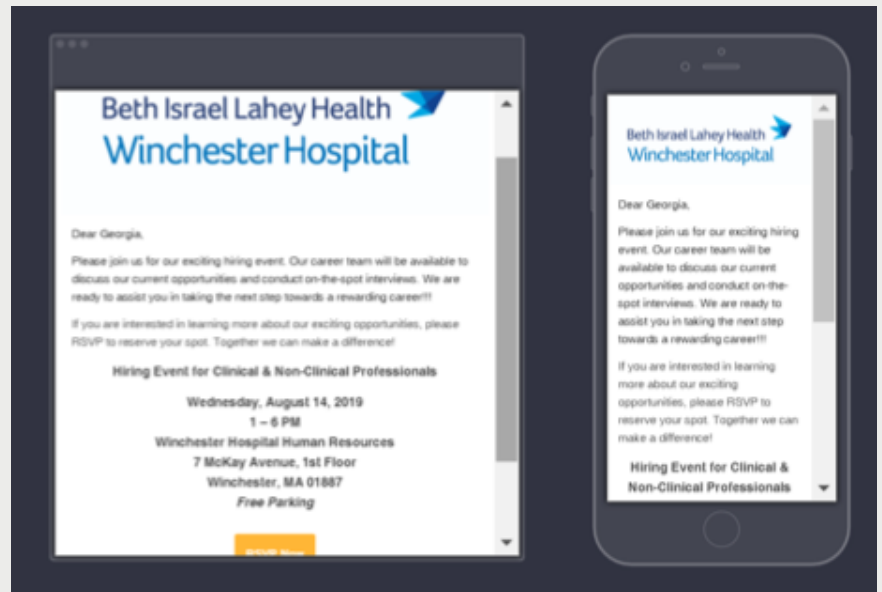 Beth Israel Lahey Health
Winchester Hospital
Dear Georgia,
Please join us for our exciting hiring event. Our career team will be available to
discuss our current opportunities and conduct on-the-spot interviews. We are
ready to assist you in taking the next step towards a rewarding career!!!
If you are interested in learning more about our exciting opportunities, please
RSVP to reserve your spot. Together we can make a difference!
Hiring Event for Clinical & Non-Clinical Professionals
Wednesday, August 14, 2019
1 – 6 PM
Winchester Hospital Human Resources
7 McKay Avenue, 1st Floor
Winchester, MA 01887
Free Parking
RSVP Now
Beth Israel Lahey Health
Winchester Hospital
Dear Georgia,
Please join us for our exciting hiring
event. Our career team will be
available to discuss our current
opportunities and conduct on-the-
spot interviews. We are ready to
assist you in taking the next step
towards a rewarding career!!!
If you are interested in learning
more about our exciting
opportunities, please RSVP to
reserve your spot. Together we can
make a difference!
Hiring Event for Clinical &
Non-Clinical Professionals